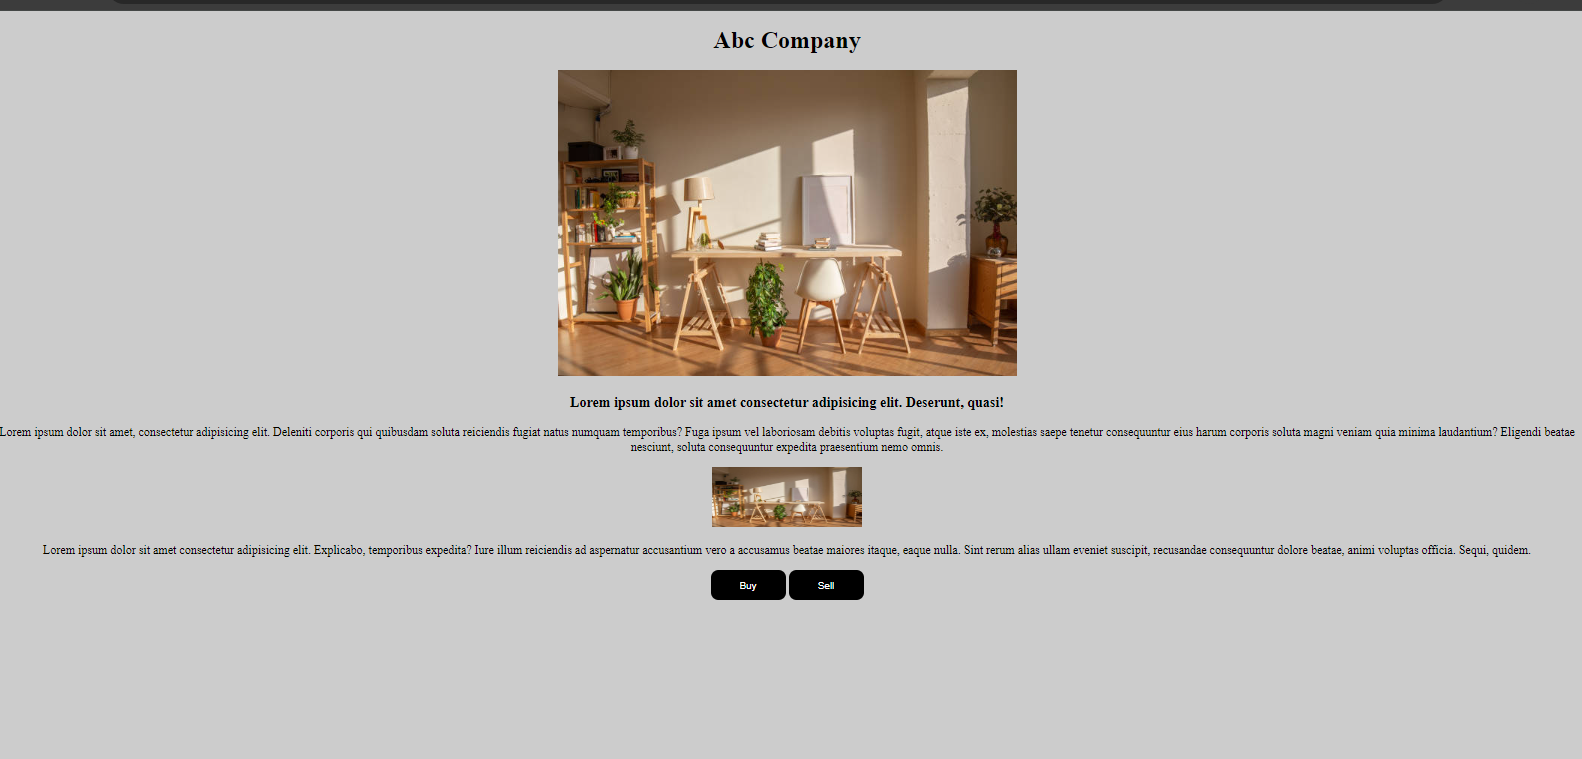 Abc Company
Lorem ipsum dolor sit amet consectetur adipisicing elit. Deserunt, quasi!
Lorem ipsum dolor sit amet, consectetur adipisicing elit. Deleniti corporis qui quibusdam soluta reiciendis fugiat natus numquam temporibus? Fuga ipsum vel laboriosam debitis voluptas fugit, atque iste ex, molestias saepe tenetur consequuntur eius harum corporis soluta magni veniam quia minima laudantium? Eligendi beatae
nesciunt, soluta consequuntur expedita praesentium nemo omnis.
Lorem ipsum dolor sit amet consectetur adipisicing elit. Explicabo, temporibus expedita? Iure illum reiciendis ad aspernatur accusantium vero a accusamus beatae maiores itaque, eaque nulla. Sint rerum alias ullam eveniet suscipit, recusandae consequuntur dolore beatae, animi voluptas officia. Sequi, quidem.
Buy Sell